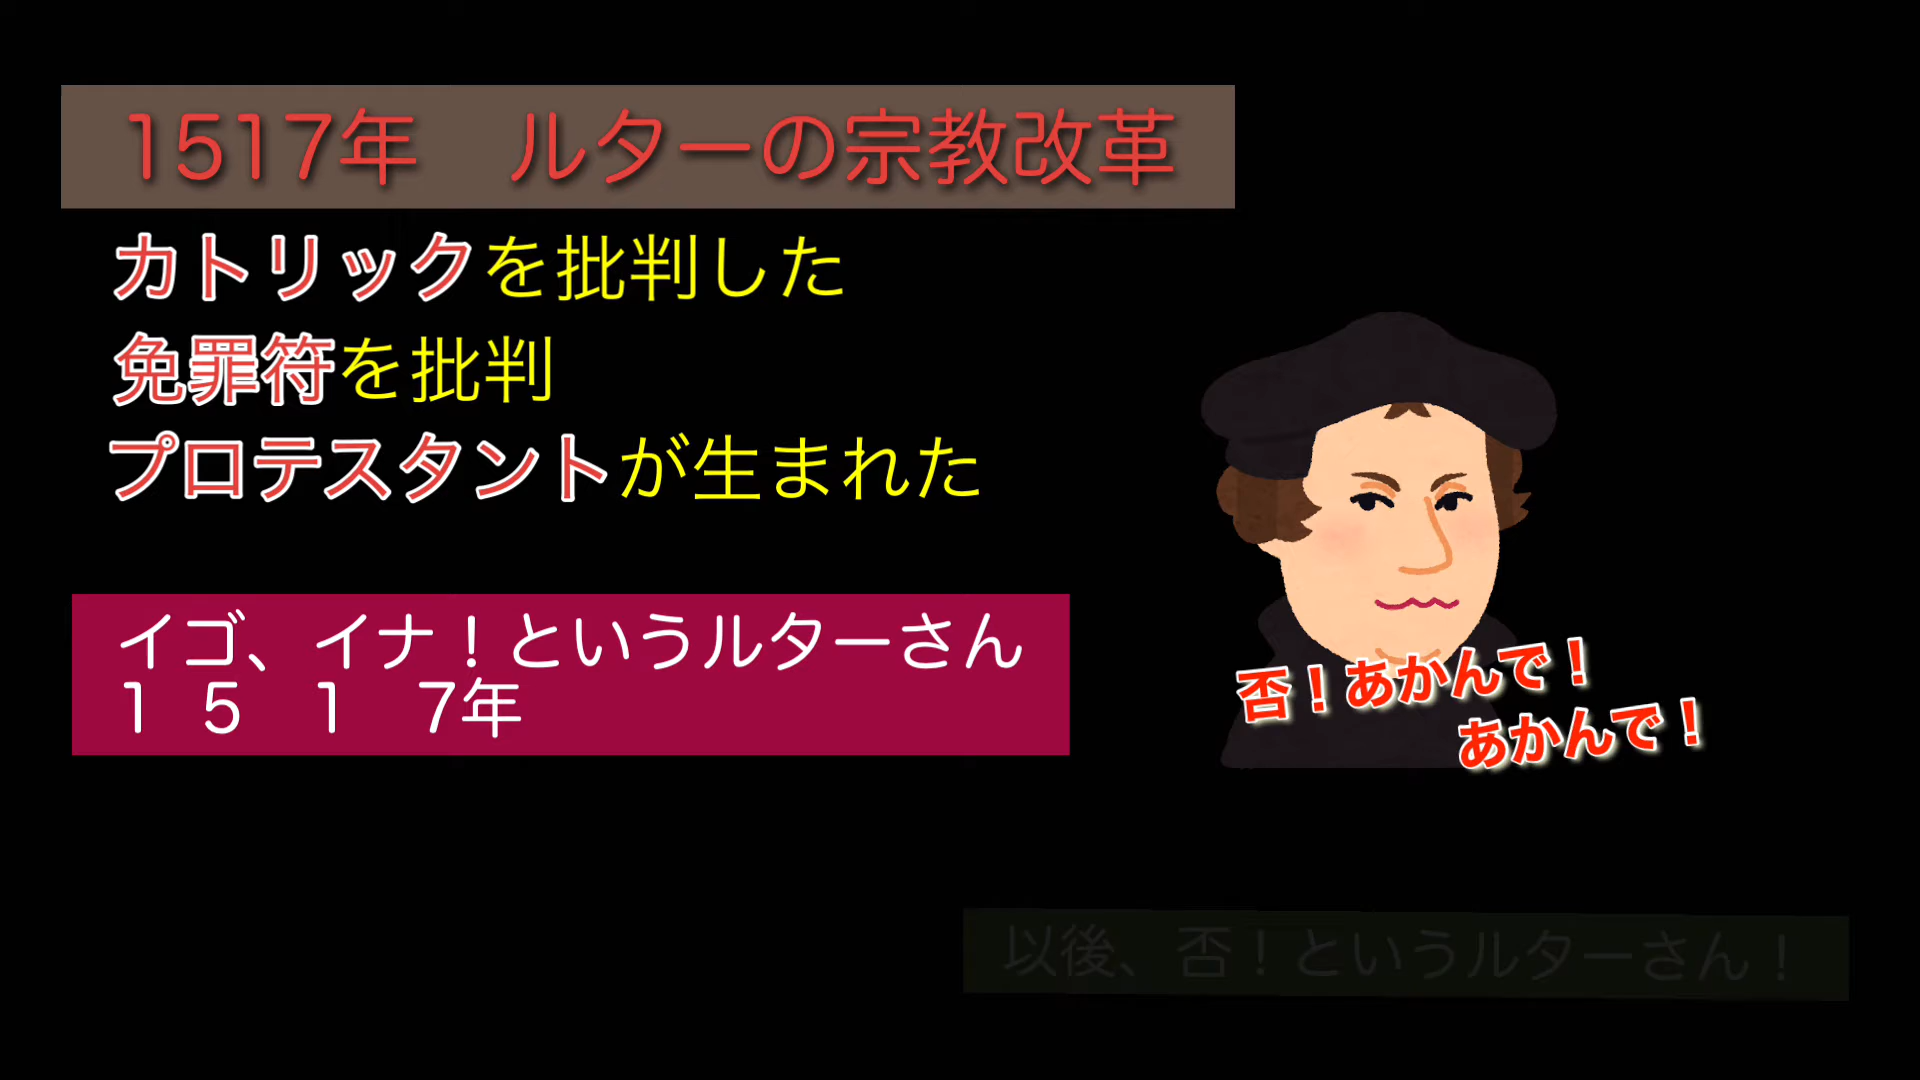 1517年　ルターの宗教改革
カトリックを批判した
免罪符を批判
プロテスタントが生まれた
イゴ、イナ！というルターさん
1 5 1 7年
否！あかんで！
あかんで！
以後、否！というルターさん！